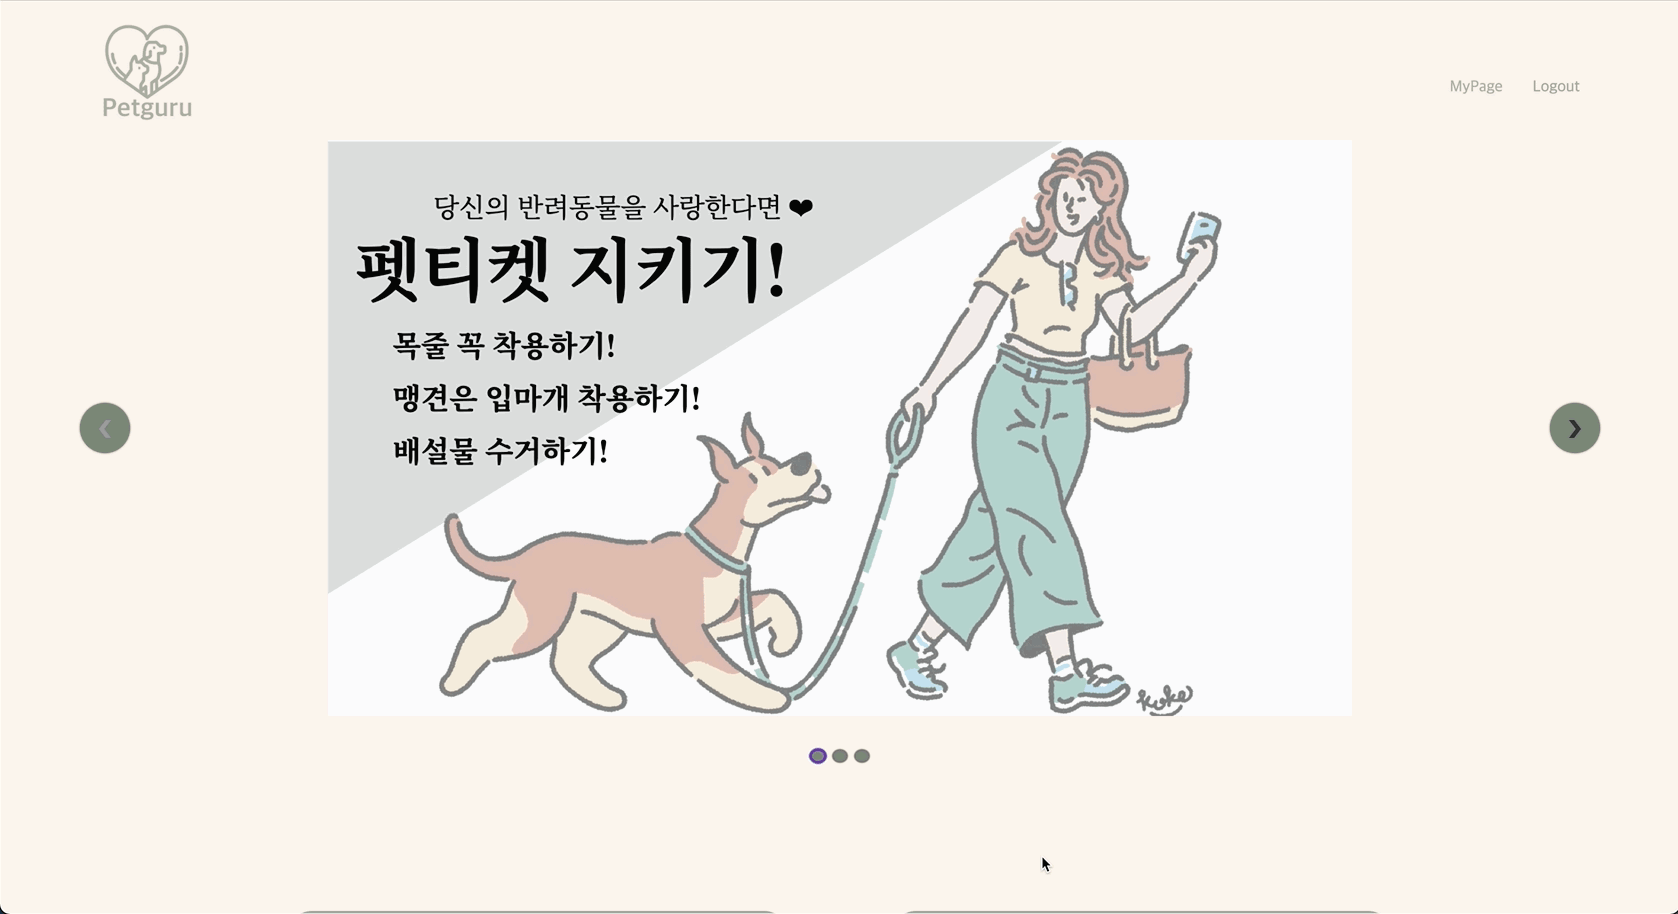 Petguru
MyPage
Logout
당신의 반려동물을 사랑한다면 ❤
펫티켓 지키기!
목줄 꼭 착용하기!
맹견은 입마개 착용하기!
배설물 수거하기!
kuke